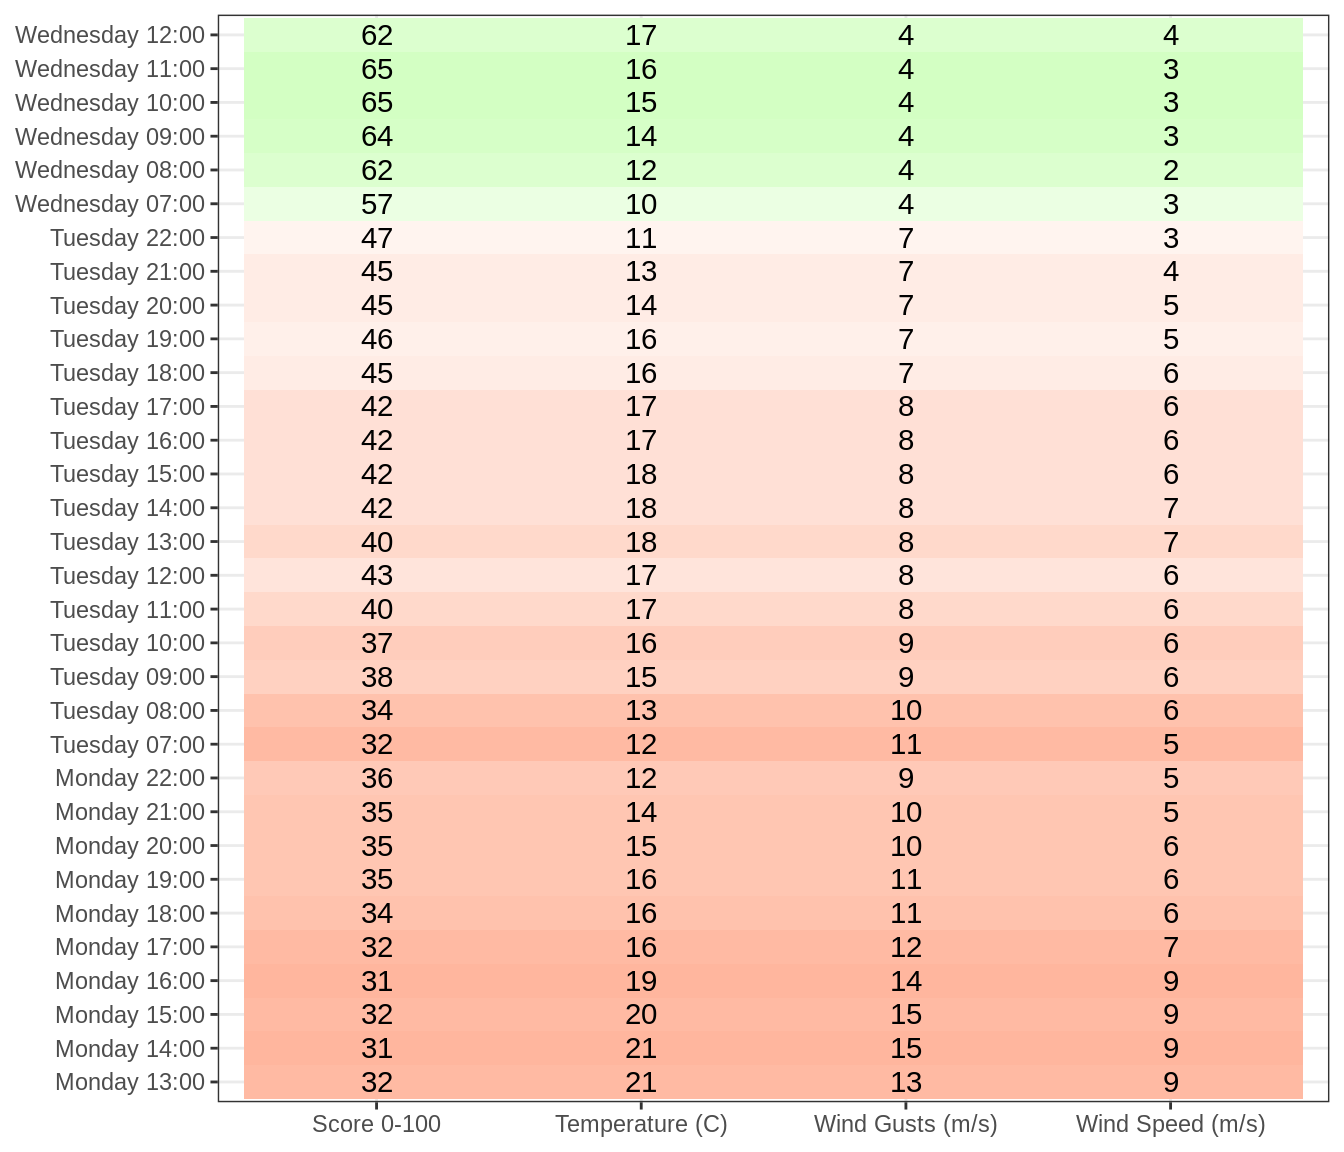 Wednesday 12:00 62 17 4 4
Wednesday 11:00 65 16 4 3
Wednesday 10:00 65 15 4 3
Wednesday 09:00 64 14 4 3
Wednesday 08:00 62 12 4 2
Wednesday 07:00 57 10 4 3
Tuesday 22:00 47 11 7 3
Tuesday 21:00 45 13 7 4
Tuesday 20:00 45 14 7 5
Tuesday 19:00 46 16 7 5
Tuesday 18:00 45 16 7 6
Tuesday 17:00 42 17 8 6
Tuesday 16:00 42 17 8 6
Tuesday 15:00 42 18 8 6
Tuesday 14:00 42 18 8 7
Tuesday 13:00 40 18 8 7
Tuesday 12:00 43 17 8 6
Tuesday 11:00 40 17 8 6
Tuesday 10:00 37 16 9 6
Tuesday 09:00 38 15 9 6
Tuesday 08:00 34 13 10 6
Tuesday 07:00 32 12 11 5
Monday 22:00 36 12 9 5
Monday 21:00 35 14 10 5
Monday 20:00 35 15 10 6
Monday 19:00 35 16 11 6
Monday 18:00 34 16 11 6
Monday 17:00 32 16 12 7
Monday 16:00 31 19 14 9
Monday 15:00 32 20 15 9
Monday 14:00 31 21 15 9
Monday 13:00 32 21 13 9
Score 0-100 Temperature (C) Wind Gusts (m/s) Wind Speed (m/s)